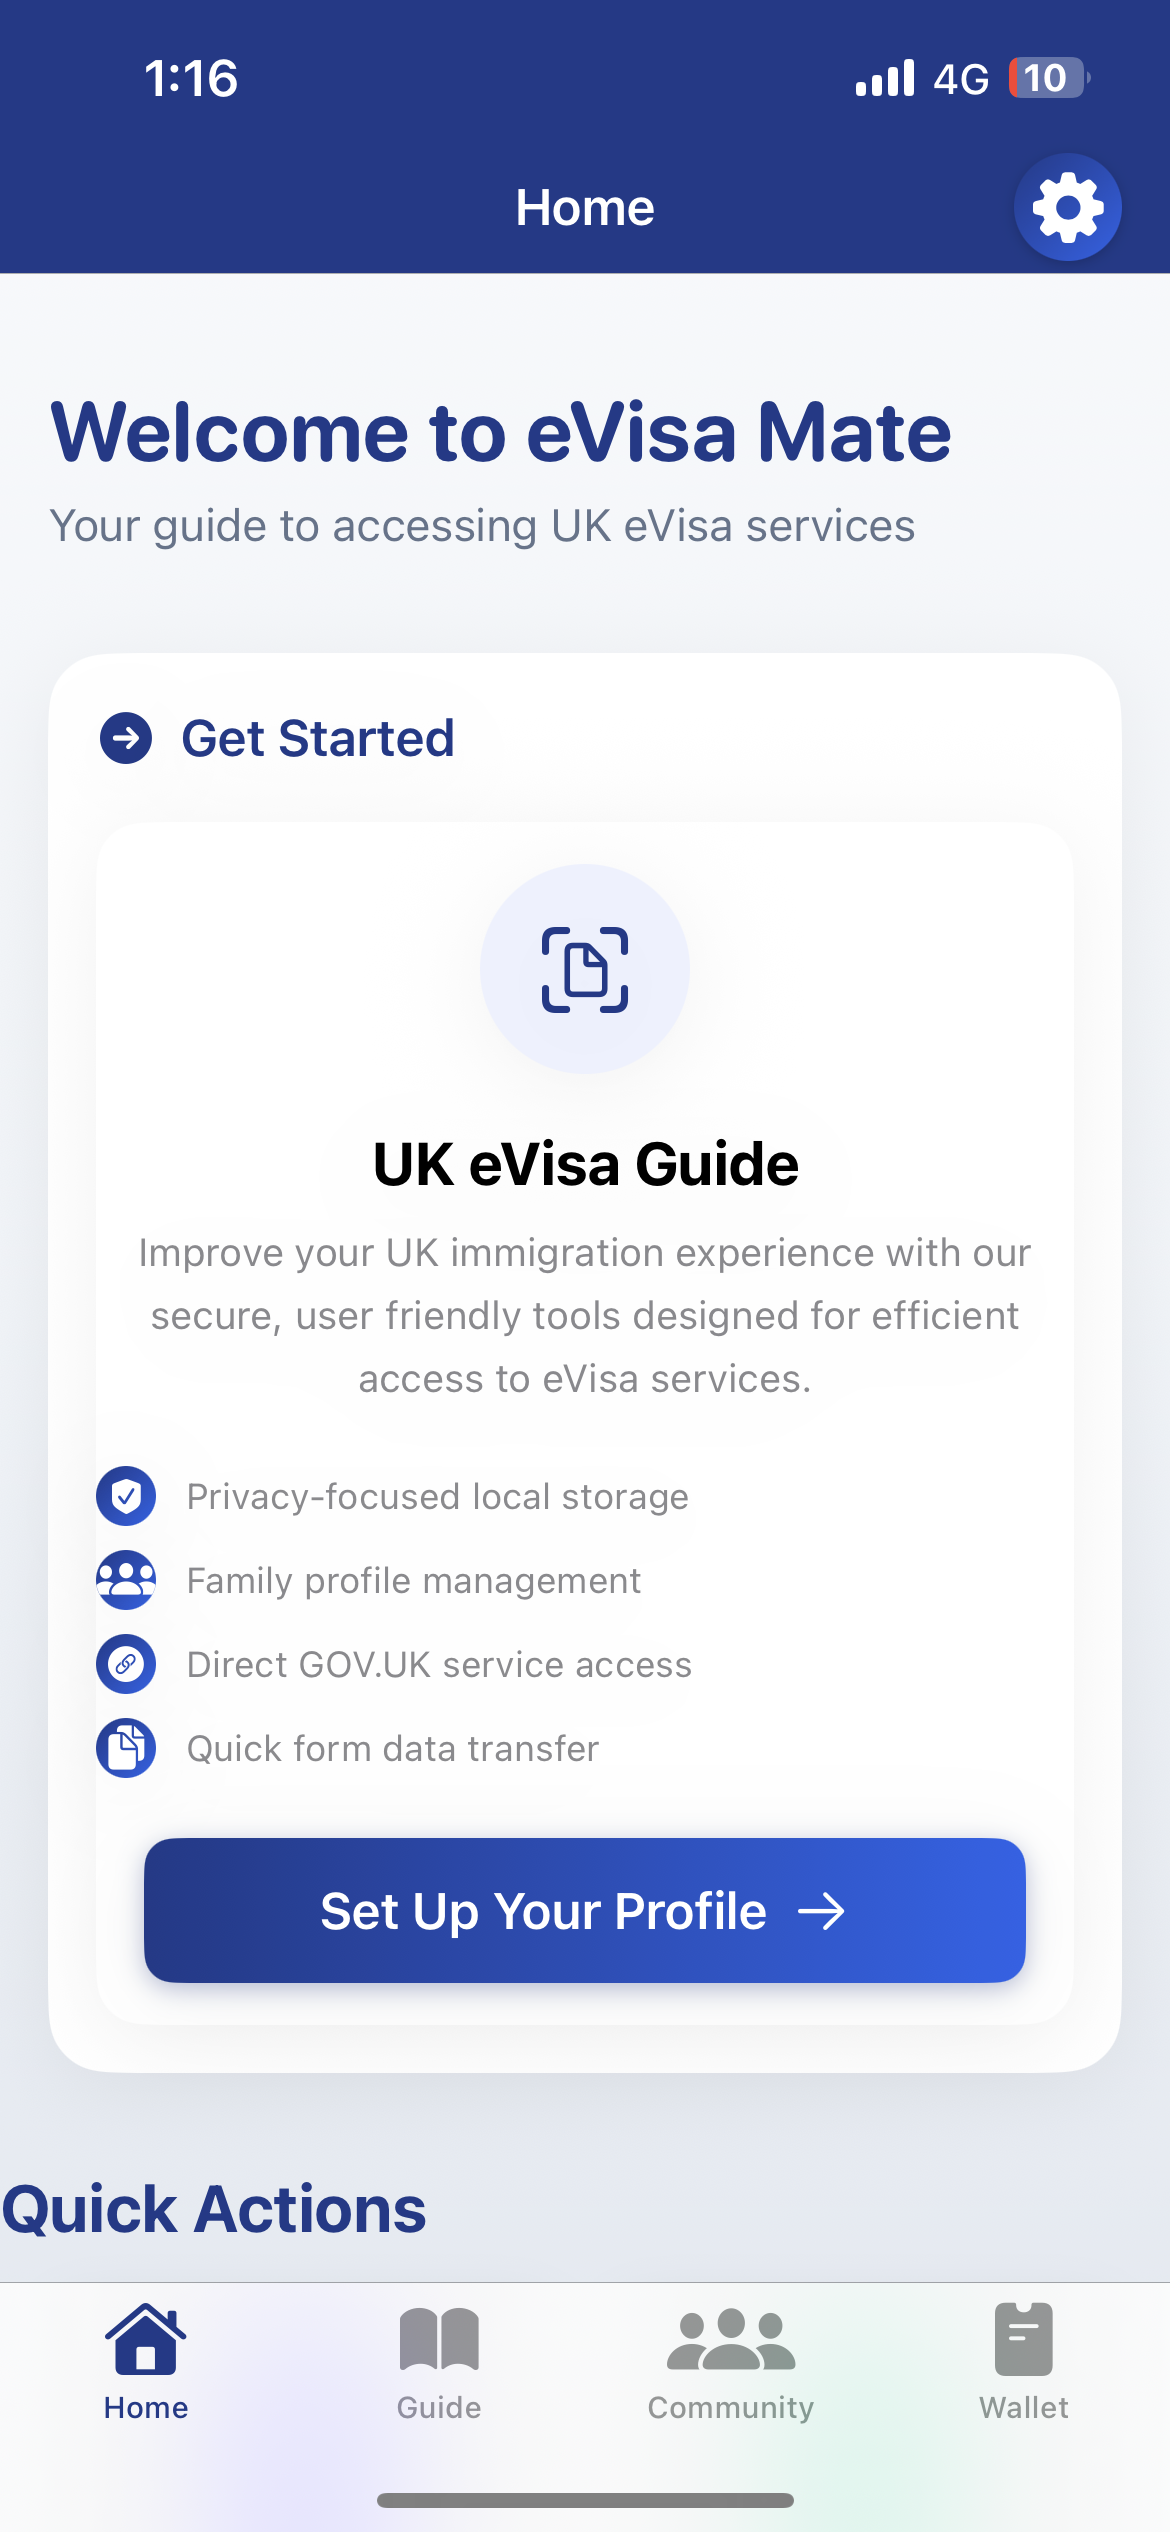 1:16
4G
10
Home
Welcome to eVisa Mate
Your guide to accessing UK eVisa services
Get Started
UK eVisa Guide
Improve your UK immigration experience with our
secure, user friendly tools designed for efficient
access to eVisa services.
Privacy-focused local storage
Family profile management
Direct GOV.UK service access
Quick form data transfer
Set Up Your Profile
Quick Actions
Home
Guide
Community
Wallet